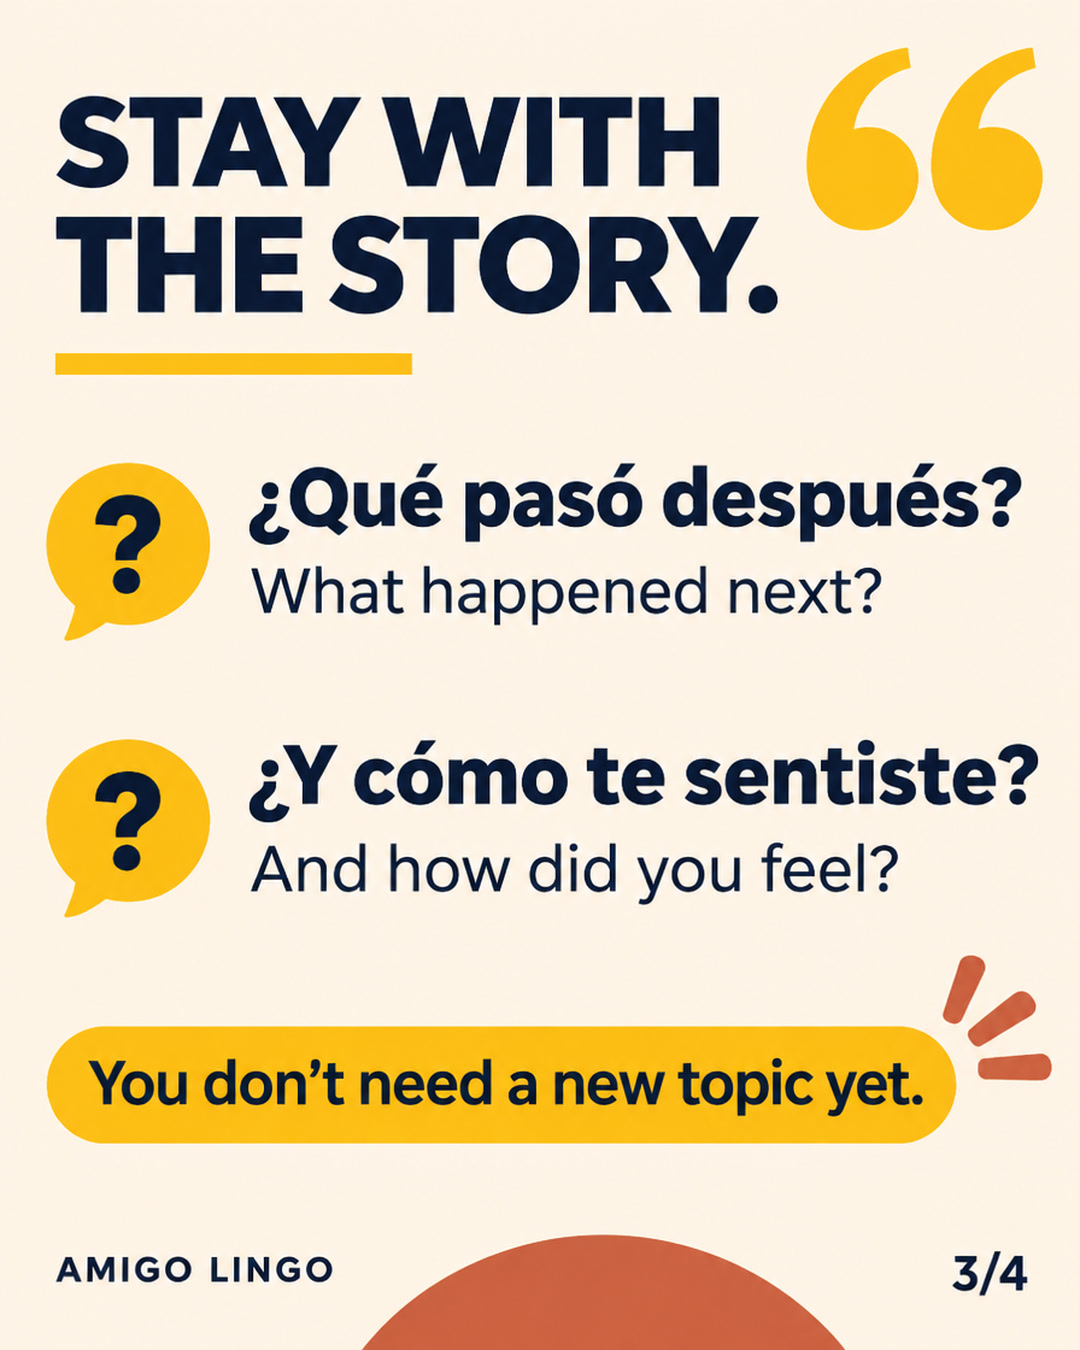 STAY WITH
THE STORY.
¿Qué pasó después?
What happened next?
¿Y cómo te sentiste?
And how did you feel?
You don’t need a new topic yet.
AMIGO LINGO
3/4